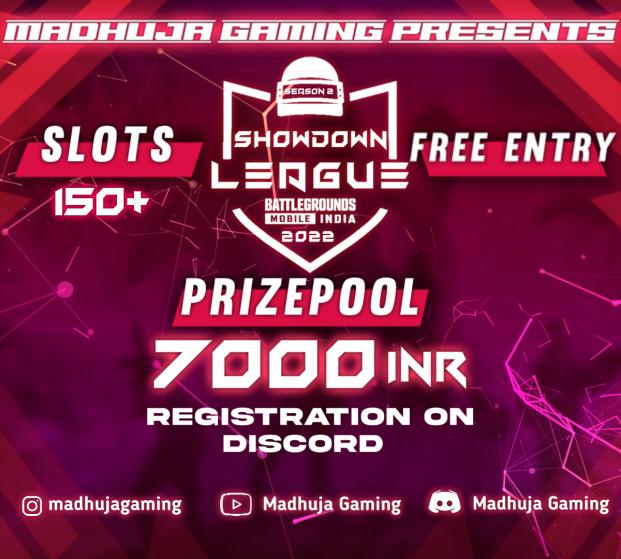 MADHUJA GAMING PRESENTS
SEASON 2
SHOWDOWN
LEAGUE
BATTLEGROUNDS
MOBILE INDIA
2022
SLOTS
150+
FREE ENTRY
PRIZEPOOL
7000 INR
REGISTRATION ON
DISCORD
madhujagaming
Madhuja Gaming
Madhuja Gaming